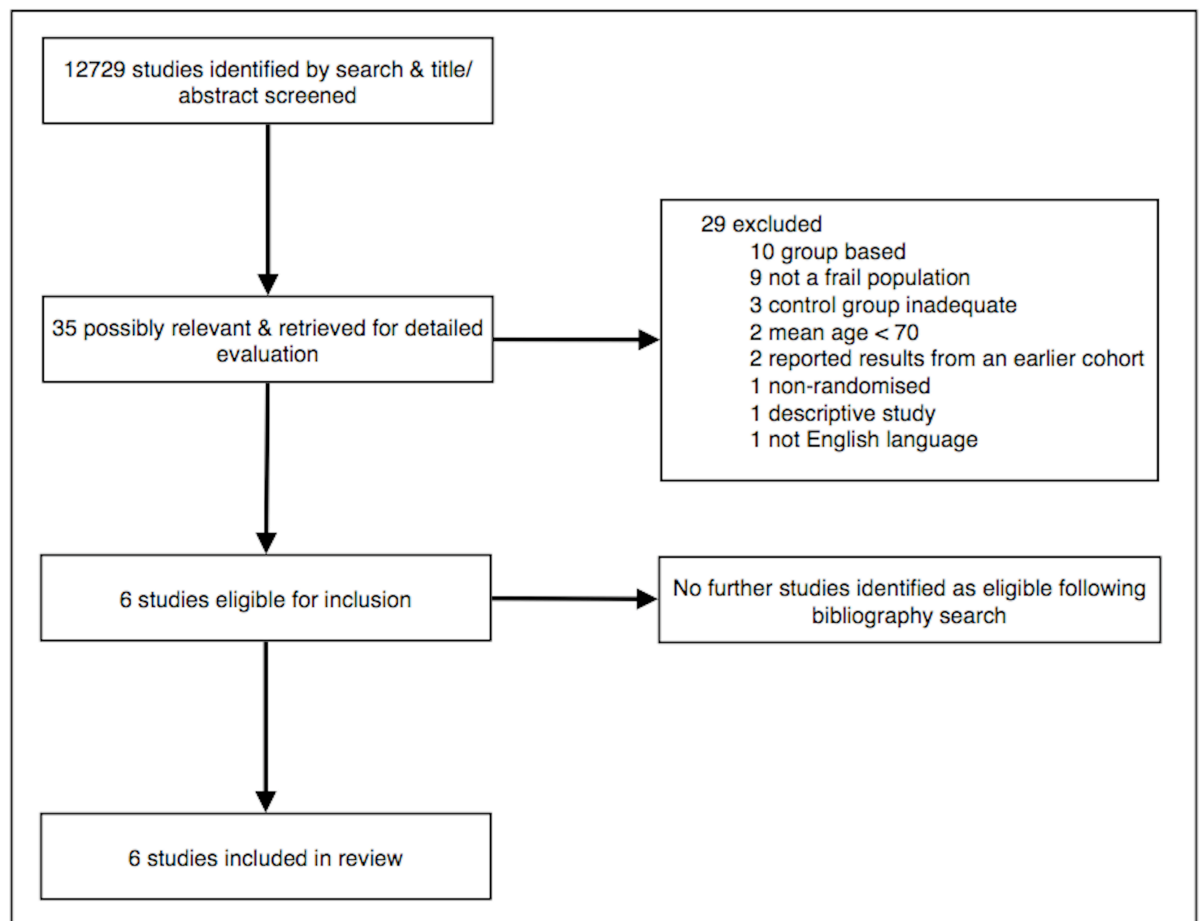 12729 studies identified by search & title/
abstract screened
29 excluded
10 group based
9 not a frail population
3 control group inadequate
2 mean age < 70
2 reported results from an earlier cohort
1 non-randomised
1 descriptive study
1 not English language
35 possibly relevant & retrieved for detailed
evaluation
6 studies eligible for inclusion
No further studies identified as eligible following
bibliography search
6 studies included in review